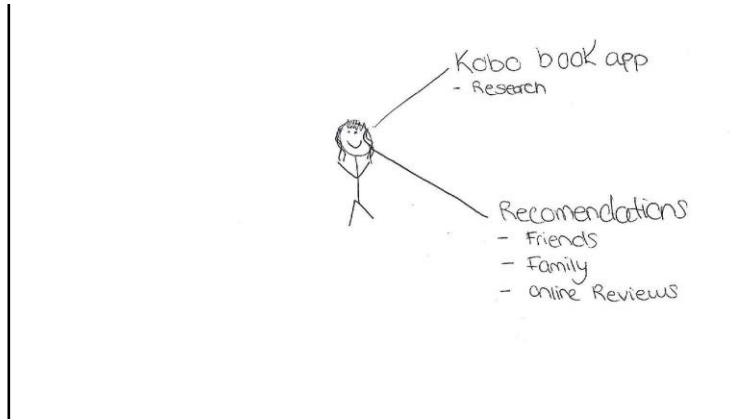 Kobo book app
- Research
Recomendations
- Friends
- Family
- online Reviews